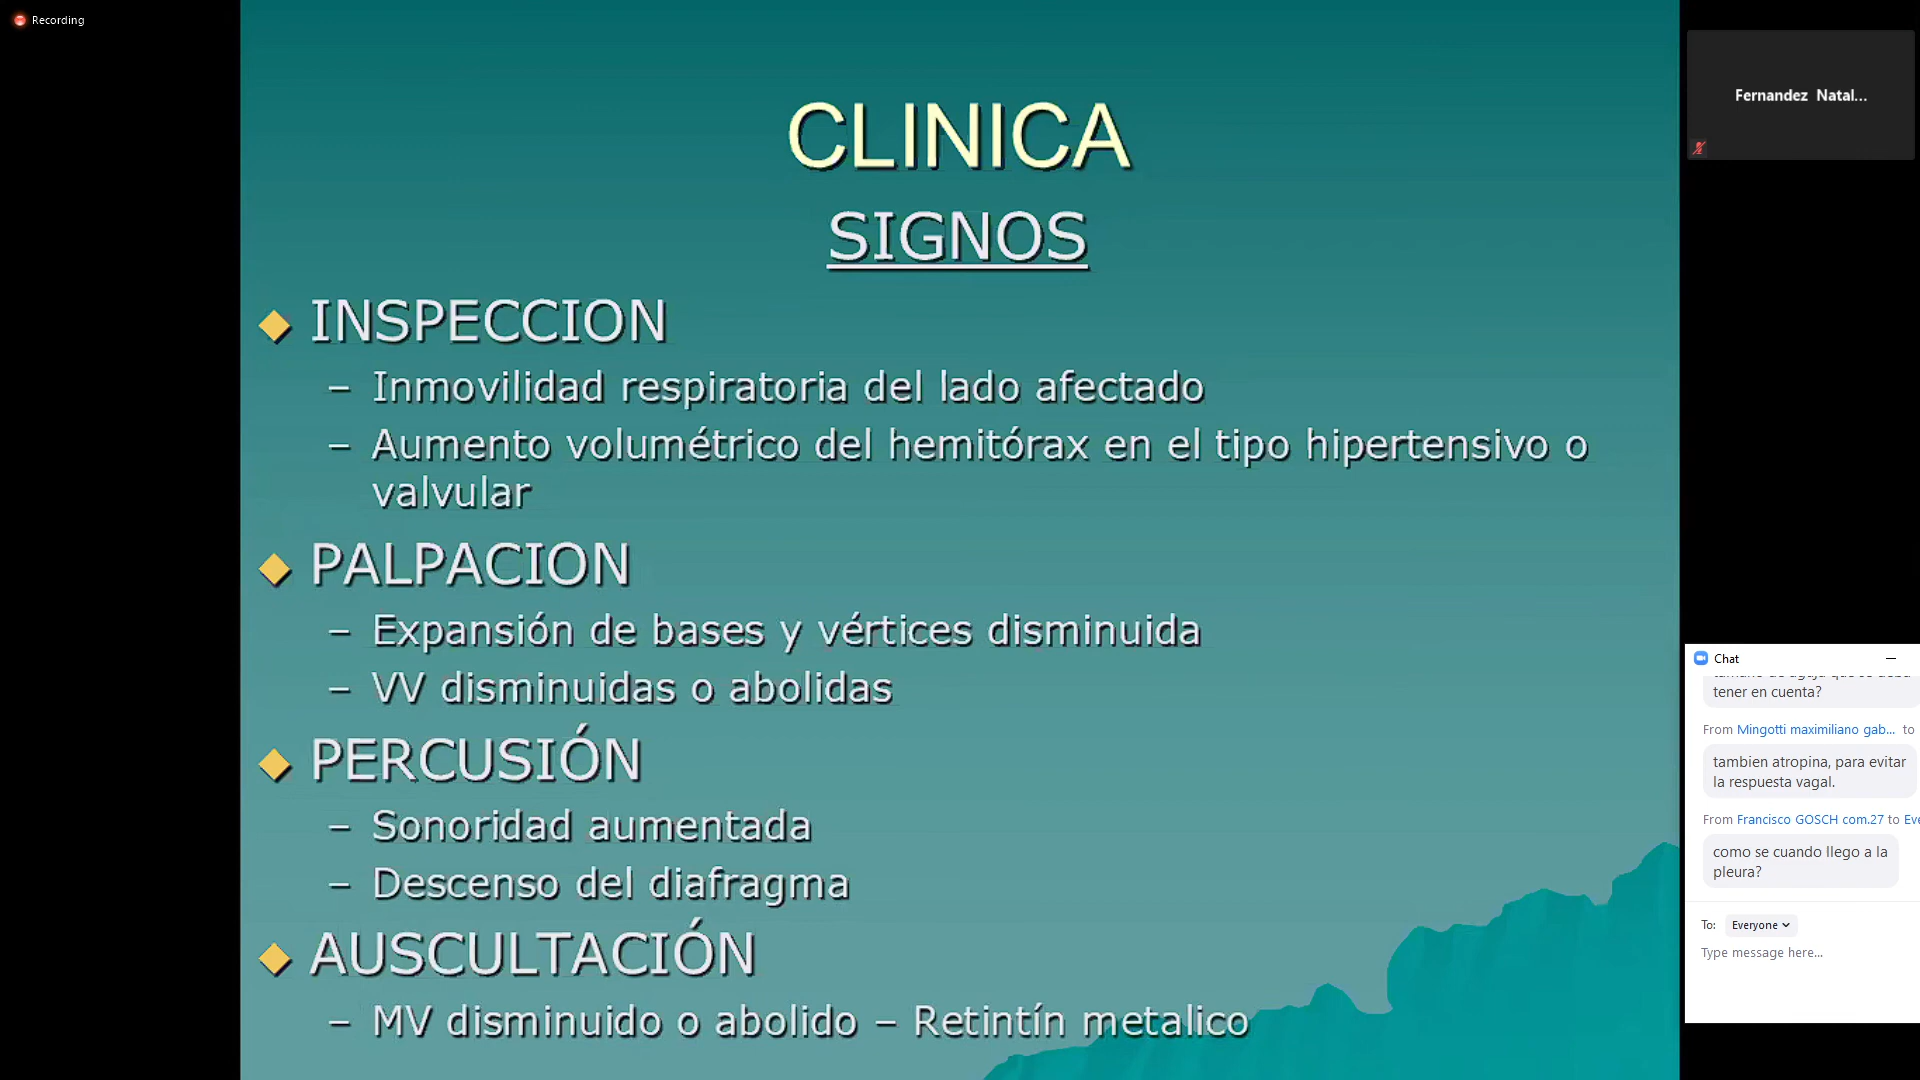 Recording
CLINICA
SIGNOS
INSPECCION
– Inmovilidad respiratoria del lado afectado
– Aumento volumétrico del hemitórax en el tipo hipertensivo o
valvular
PALPACION
– Expansión de bases y vértices disminuida
– VV disminuidas o abolidas
PERCUSIÓN
– Sonoridad aumentada
– Descenso del diafragma
AUSCULTACIÓN
– MV disminuido o abolido – Retintín metalico
Fernandez Natal...
Chat
tener en cuenta?
From Mingotti maximiliano gab... to
tambien atropina, para evitar
la respuesta vagal.
From Francisco GOSCH com.27 to Eve
como se cuando llego a la
pleura?
To: Everyone
Type message here...